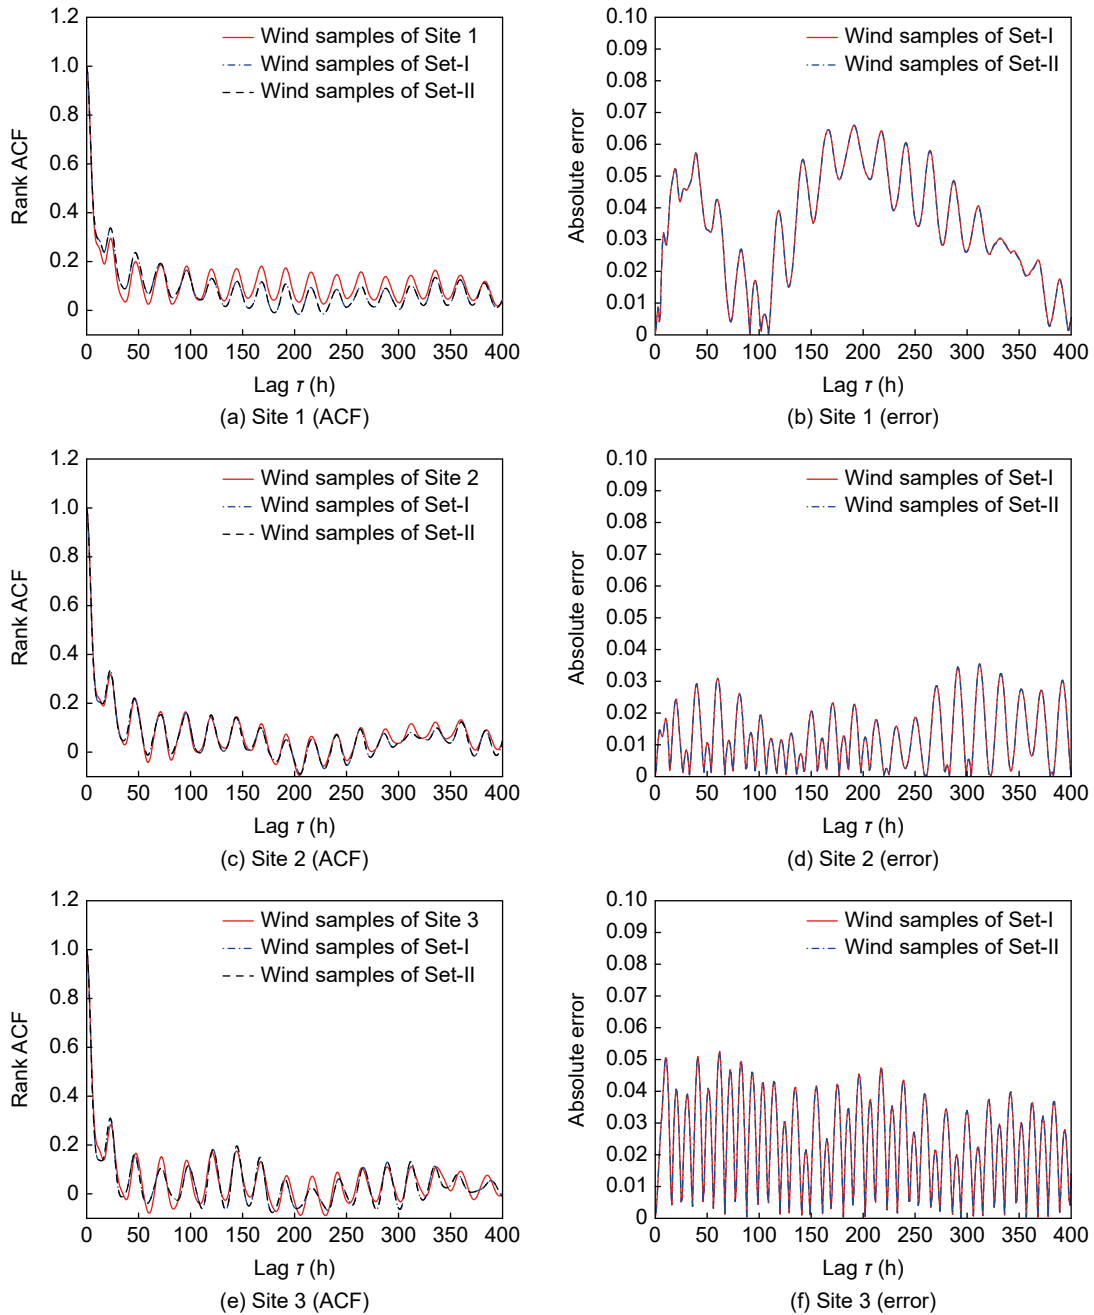 1.2
1.0
0.8
0.6
0.4
0.2
0
Rank ACF
Wind samples of Site 1
Wind samples of Set-I
Wind samples of Set-II
0 50 100 150 200 250 300 350 400
Lag τ (h)
(a) Site 1 (ACF)
0.10
0.09
0.08
0.07
0.06
0.05
0.04
0.03
0.02
0.01
0
Absolute error
Wind samples of Set-I
Wind samples of Set-II
0 50 100 150 200 250 300 350 400
Lag τ (h)
(b) Site 1 (error)
1.2
1.0
0.8
0.6
0.4
0.2
0
Rank ACF
Wind samples of Site 2
Wind samples of Set-I
Wind samples of Set-II
0 50 100 150 200 250 300 350 400
Lag τ (h)
(c) Site 2 (ACF)
0.10
0.09
0.08
0.07
0.06
0.05
0.04
0.03
0.02
0.01
0
Absolute error
Wind samples of Set-I
Wind samples of Set-II
0 50 100 150 200 250 300 350 400
Lag τ (h)
(d) Site 2 (error)
1.2
1.0
0.8
0.6
0.4
0.2
0
Rank ACF
Wind samples of Site 3
Wind samples of Set-I
Wind samples of Set-II
0 50 100 150 200 250 300 350 400
Lag τ (h)
(e) Site 3 (ACF)
0.10
0.09
0.08
0.07
0.06
0.05
0.04
0.03
0.02
0.01
0
Absolute error
Wind samples of Set-I
Wind samples of Set-II
0 50 100 150 200 250 300 350 400
Lag τ (h)
(f) Site 3 (error)